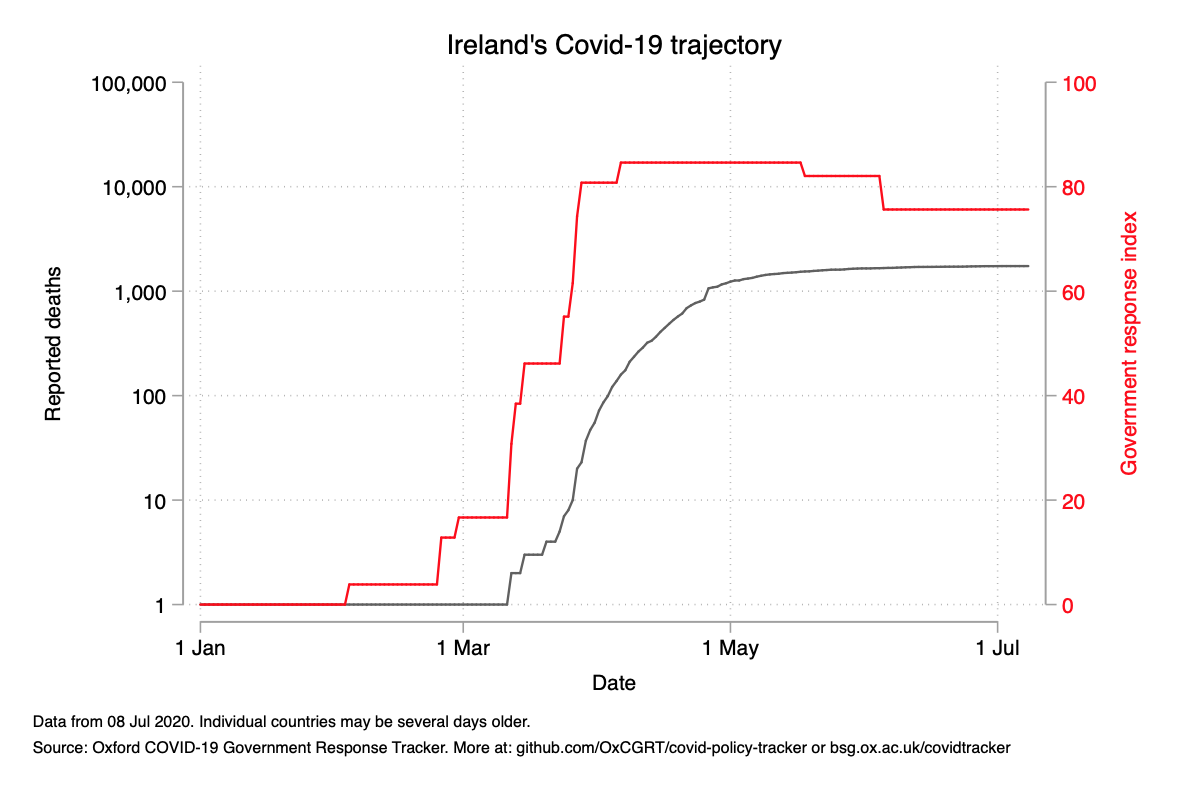 Ireland's Covid-19 trajectory
100,000
10,000
1,000
100
10
1
Reported deaths
100
80
60
40
20
0
Government response index
1 Jan
1 Mar
1 May
1 Jul
Date
Data from 08 Jul 2020. Individual countries may be several days older.
Source: Oxford COVID-19 Government Response Tracker. More at: github.com/OxCGRT/covid-policy-tracker or bsg.ox.ac.uk/covidtracker